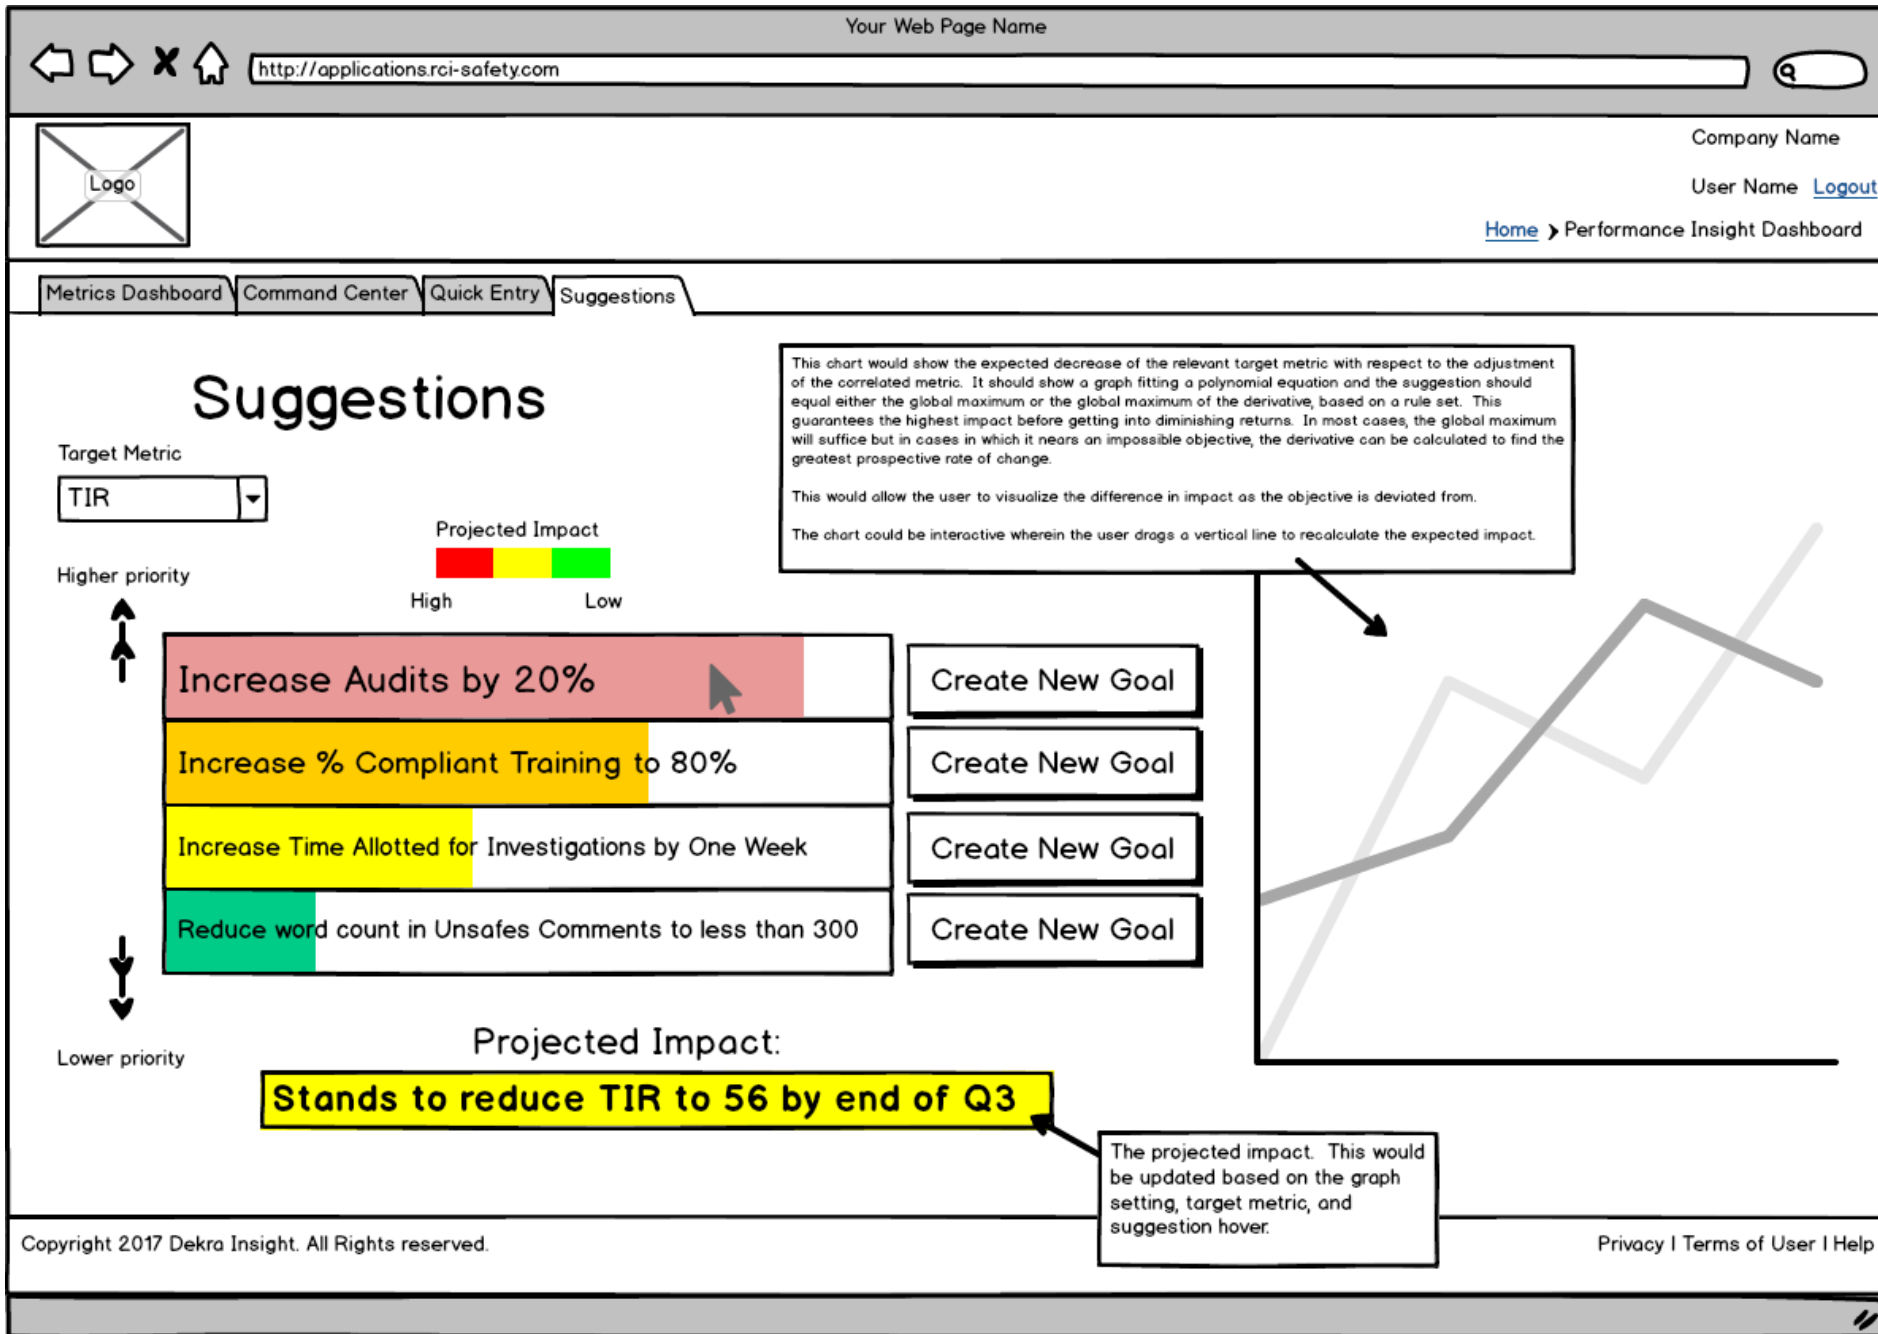 Your Web Page Name
http://applications.rci-safety.com
Logo
Company Name
User Name Logout
Home ❯ Performance Insight Dashboard
Metrics Dashboard Command Center Quick Entry Suggestions
Suggestions
This chart would show the expected decrease of the relevant target metric with respect to the adjustment
of the correlated metric. It should show a graph fitting a polynomial equation and the suggestion should
equal either the global maximum or the global maximum of the derivative, based on a rule set. This
guarantees the highest impact before getting into diminishing returns. In most cases, the global maximum
will suffice but in cases in which it nears an impossible objective, the derivative can be calculated to find the
greatest prospective rate of change.
This would allow the user to visualize the difference in impact as the objective is deviated from.
The chart could be interactive wherein the user drags a vertical line to recalculate the expected impact.
Target Metric
TIR
Projected Impact
High Low
Higher priority
Increase Audits by 20% Create New Goal
Increase % Compliant Training to 80% Create New Goal
Increase Time Allotted for Investigations by One Week Create New Goal
Reduce word count in Unsafes Comments to less than 300 Create New Goal
Lower priority
Projected Impact:
Stands to reduce TIR to 56 by end of Q3
The projected impact. This would
be updated based on the graph
setting, target metric, and
suggestion hover.
Copyright 2017 Dekra Insight. All Rights reserved.
Privacy | Terms of User | Help